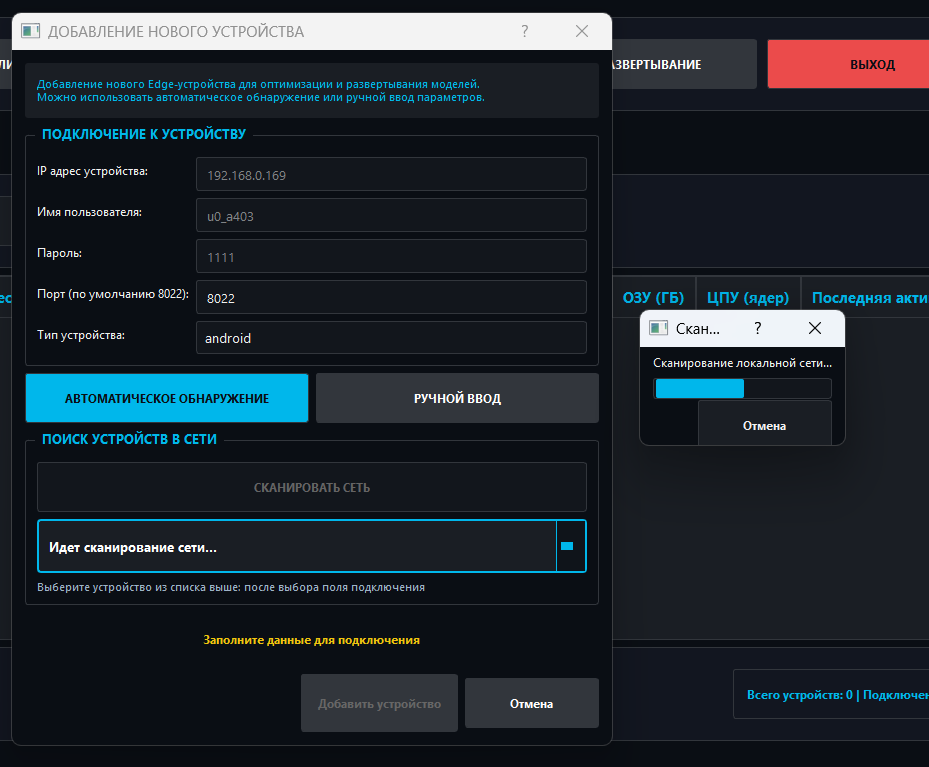 ДОБАВЛЕНИЕ НОВОГО УСТРОЙСТВА
?
АЗВЕРТЫВАНИЕ
ВЫХОД
Добавление нового Edge-устройства для оптимизации и развертывания моделей.
Можно использовать автоматическое обнаружение или ручной ввод параметров.
ПОДКЛЮЧЕНИЕ К УСТРОЙСТВУ
IP адрес устройства:
192.168.0.169
Имя пользователя:
u0_a403
Пароль:
1111
Порт (по умолчанию 8022):
8022
Тип устройства:
android
АВТОМАТИЧЕСКОЕ ОБНАРУЖЕНИЕ
РУЧНОЙ ВВОД
ПОИСК УСТРОЙСТВ В СЕТИ
СКАНИРОВАТЬ СЕТЬ
Идет сканирование сети...
Выберите устройство из списка выше: после выбора поля подключения
Заполните данные для подключения
Добавить устройство
Отмена
ОЗУ (ГБ)
ЦПУ (ядер)
Последняя акти
Скан...
?
Сканирование локальной сети...
Отмена
Всего устройств: 0 | Подключен